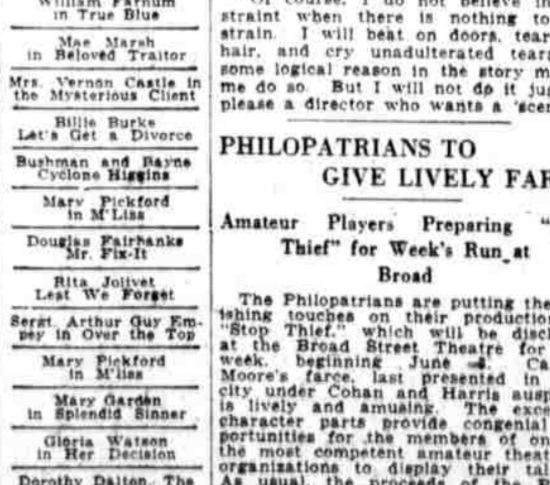 William Farnum
in True Blue
Mae Marsh
in Beloved Traitor
Mrs. Vernon Castle in
the Mysterious Client
Billie Burke
Let's Get a Divorce
Bushman and Bayne
Cyclone Higgins
Mary Pickford
in M'Liss
Douglas Fairbanks
Mr. Fix-It
Rita Jolivet
Lest We Forget
Sergt. Arthur Guy Em-
pey in Over the Top
Mary Pickford
in M'liss
Mary Garden
in Splendid Sinner
Gloria Watson
in Her Decision
Dorothy Dalton, The
Of course, I do not believe in
straint when there is nothing to
strain. I will beat on doors, tear
hair, and cry unadulterated tears
some logical reason in the story m
me do so. But I will not do it jus
please a director who wants a 'scen
PHILOPATRIANS TO
GIVE LIVELY FAR
Amateur Players Preparing "
Thief" for Week's Run at
Broad
The Philopatrians are putting the
ishing touches on their production
"Stop Thief," which will be discl
at the Broad Street Theatre for
week, beginning June Ca
Moore's farce, last presented in
city under Cohan and Harris ausp
is lively and amusing. The exce
character parts provide congenial
portunities for the members of on
the most competent amateur theat
organizations to display their tal
As usual, the proceeds of the